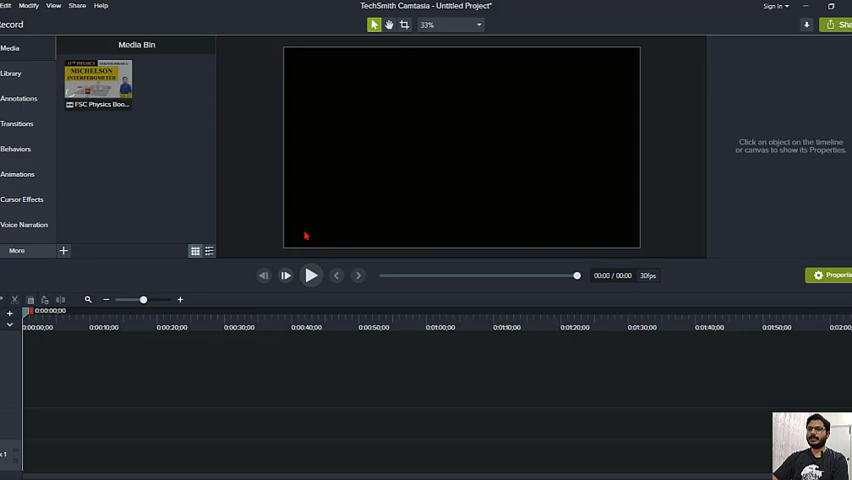 Edit Modify View Share Help
TechSmith Camtasia - Untitled Project*
Sign In
Record
33%
Sha
Media
Media Bin
Library
MICHELSON
INTERFEROMETER
FSC Physics Boo...
Annotations
Transitions
Behaviors
Click an object on the timeline
or canvas to show its Properties.
Animations
Cursor Effects
Voice Narration
More
00:00 / 00:00
30fps
Properti
0:00:00;00
0:00:00;00 0:00:10;00 0:00:20;00 0:00:30;00 0:00:40;00 0:00:50;00 0:01:00;00 0:01:10;00 0:01:20;00 0:01:30;00 0:01:40;00 0:01:50;00 0:02:0
k 1